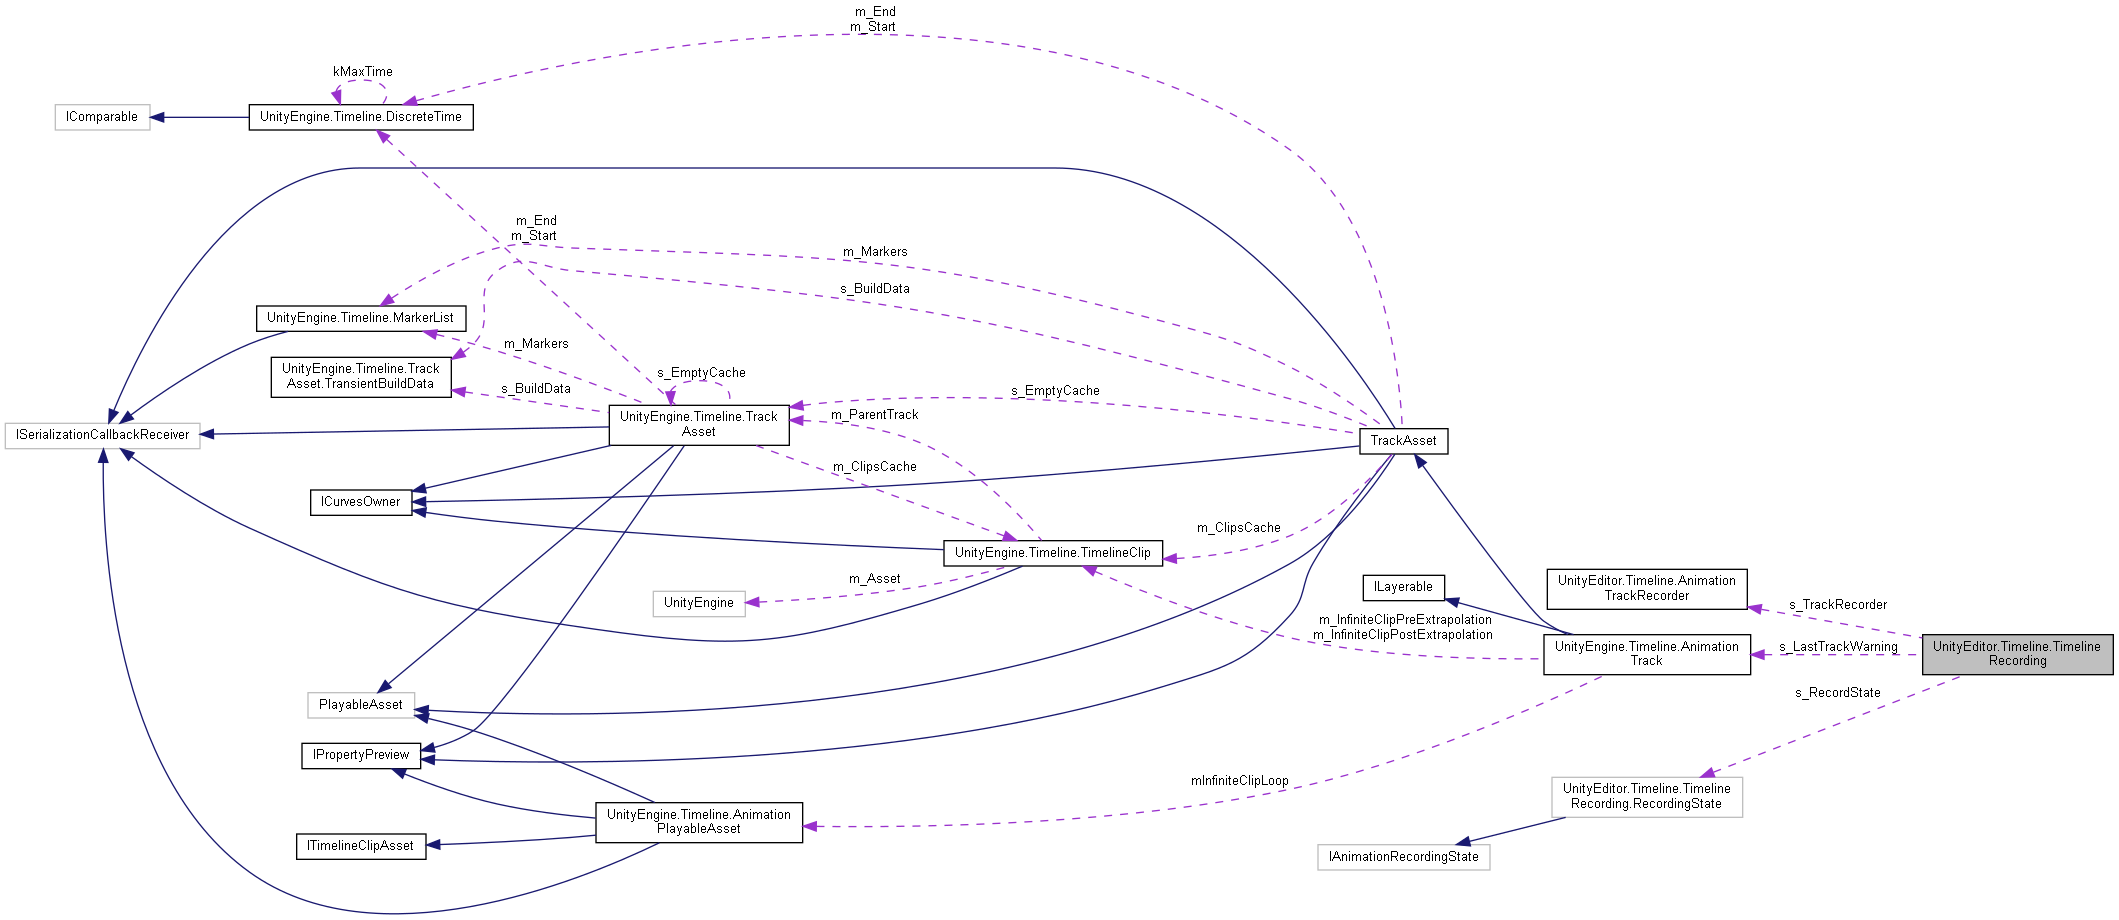 m_End
m_Start
kMaxTime
IComparable
UnityEngine.Timeline.DiscreteTime
m_End
m_Start
m_Markers
s_BuildData
UnityEngine.Timeline.MarkerList
m_Markers
UnityEngine.Timeline.Track
Asset.TransientBuildData
s_BuildData
s_EmptyCache
s_EmptyCache
UnityEngine.Timeline.Track
Asset
m_ParentTrack
ISerializationCallbackReceiver
TrackAsset
m_ClipsCache
ICurvesOwner
m_ClipsCache
UnityEngine.Timeline.TimelineClip
m_Asset
UnityEngine
ILayerable
UnityEditor.Timeline.Animation
TrackRecorder
s_TrackRecorder
m_InfiniteClipPreExtrapolation
m_InfiniteClipPostExtrapolation
UnityEngine.Timeline.Animation
Track
s_LastTrackWarning
UnityEditor.Timeline.Timeline
Recording
s_RecordState
PlayableAsset
IPropertyPreview
mInfiniteClipLoop
UnityEditor.Timeline.Timeline
Recording.RecordingState
UnityEngine.Timeline.Animation
PlayableAsset
ITimelineClipAsset
IAnimationRecordingState